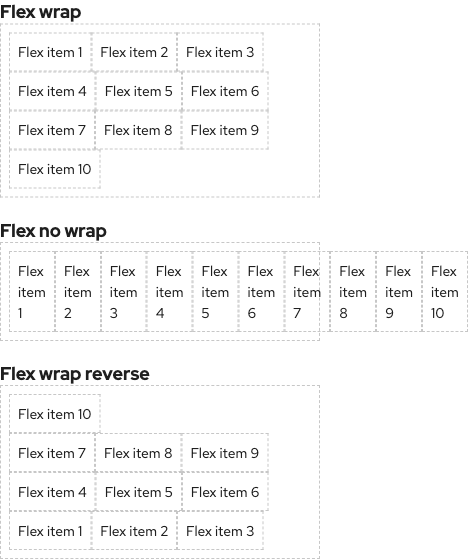 Flex wrap
Flex item 1 Flex item 2 Flex item 3
Flex item 4 Flex item 5 Flex item 6
Flex item 7 Flex item 8 Flex item 9
Flex item 10
Flex no wrap
Flex Flex Flex Flex Flex Flex Flex Flex Flex Flex
item item item item item item item item item item
1 2 3 4 5 6 7 8 9 10
Flex wrap reverse
Flex item 10
Flex item 7 Flex item 8 Flex item 9
Flex item 4 Flex item 5 Flex item 6
Flex item 1 Flex item 2 Flex item 3